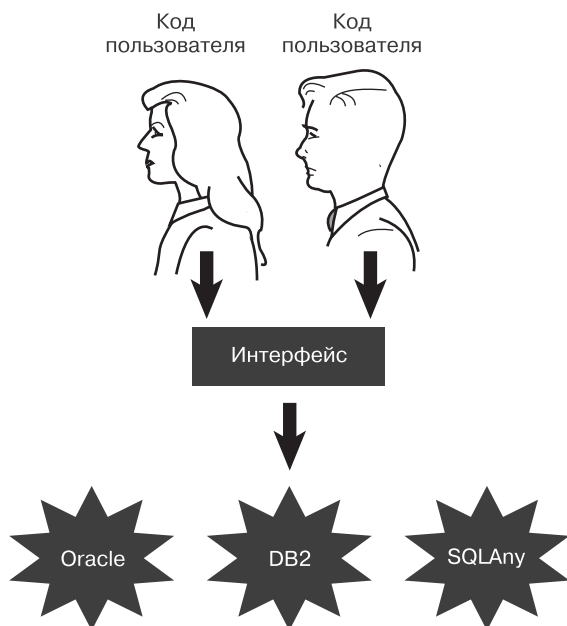 Код
пользователя
Код
пользователя
Интерфейс
Oracle
DB2
SQLAny